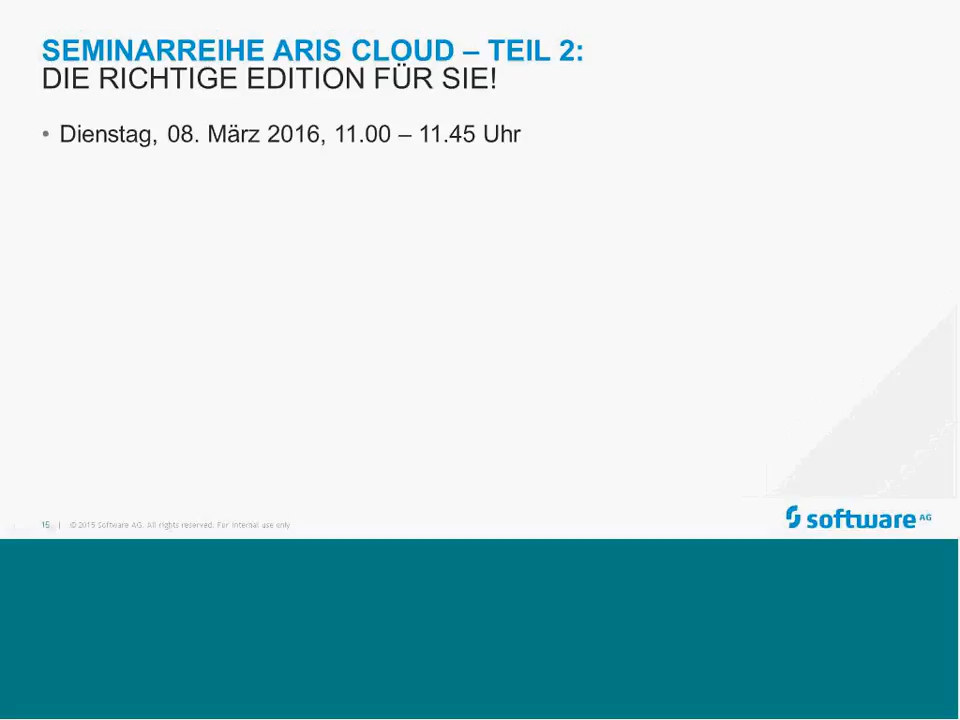 SEMINARREIHE ARIS CLOUD – TEIL 2:
DIE RICHTIGE EDITION FÜR SIE!
• Dienstag, 08. März 2016, 11.00 – 11.45 Uhr
15 | © 2015 Software AG. All rights reserved. For internal use only
software AG